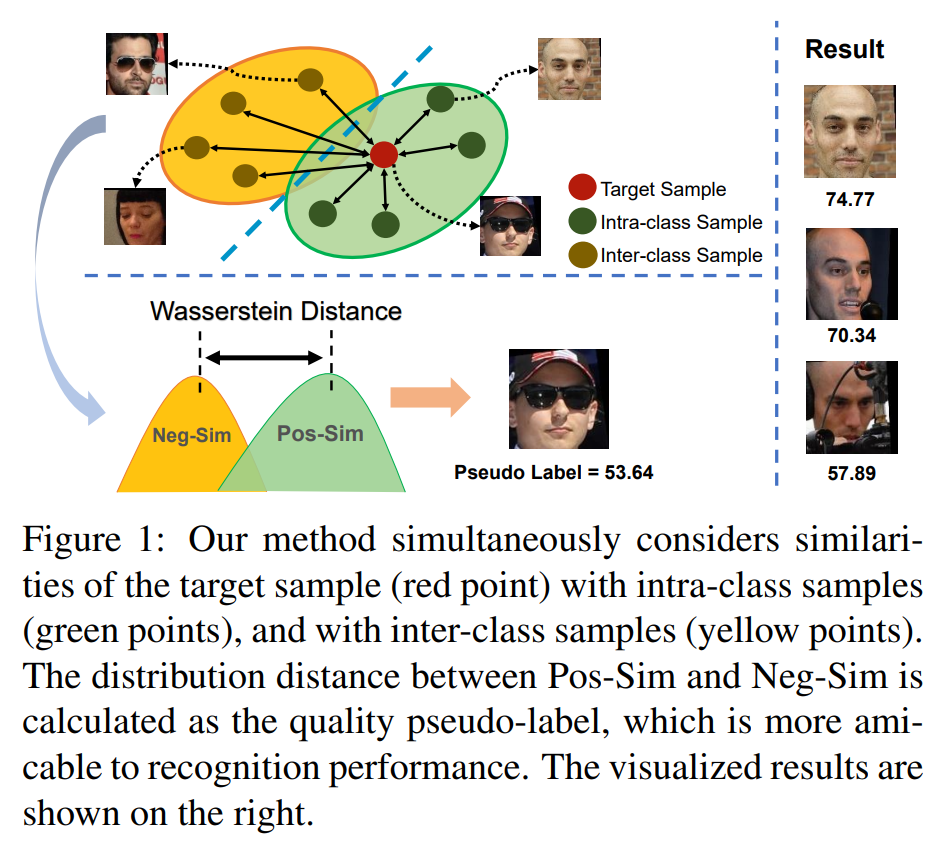 Result
74.77
70.34
57.89
Target Sample
Intra-class Sample
Inter-class Sample
Wasserstein Distance
Neg-Sim
Pos-Sim
Pseudo Label = 53.64
Figure 1: Our method simultaneously considers similari-
ties of the target sample (red point) with intra-class samples
(green points), and with inter-class samples (yellow points).
The distribution distance between Pos-Sim and Neg-Sim is
calculated as the quality pseudo-label, which is more ami-
cable to recognition performance. The visualized results are
shown on the right.